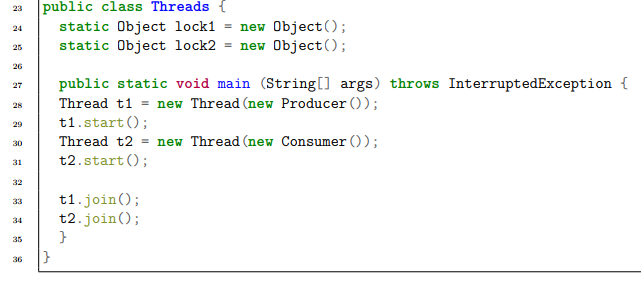 23 public class Threads {
24 static Object lock1 = new Object();
25 static Object lock2 = new Object();
26
27 public static void main (String[] args) throws InterruptedException {
28 Thread t1 = new Thread(new Producer());
29 t1.start();
30 Thread t2 = new Thread(new Consumer());
31 t2.start();
32
33 t1.join();
34 t2.join();
35 }
36 }